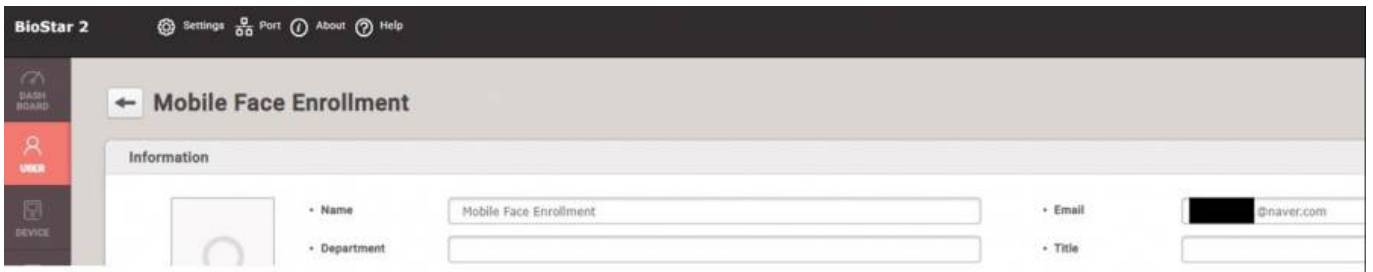 BioStar 2 Settings Port About Help
DASH
BOARD
Mobile Face Enrollment
USER
Information
DEVICE
• Name Mobile Face Enrollment • Email @naver.com
• Department • Title